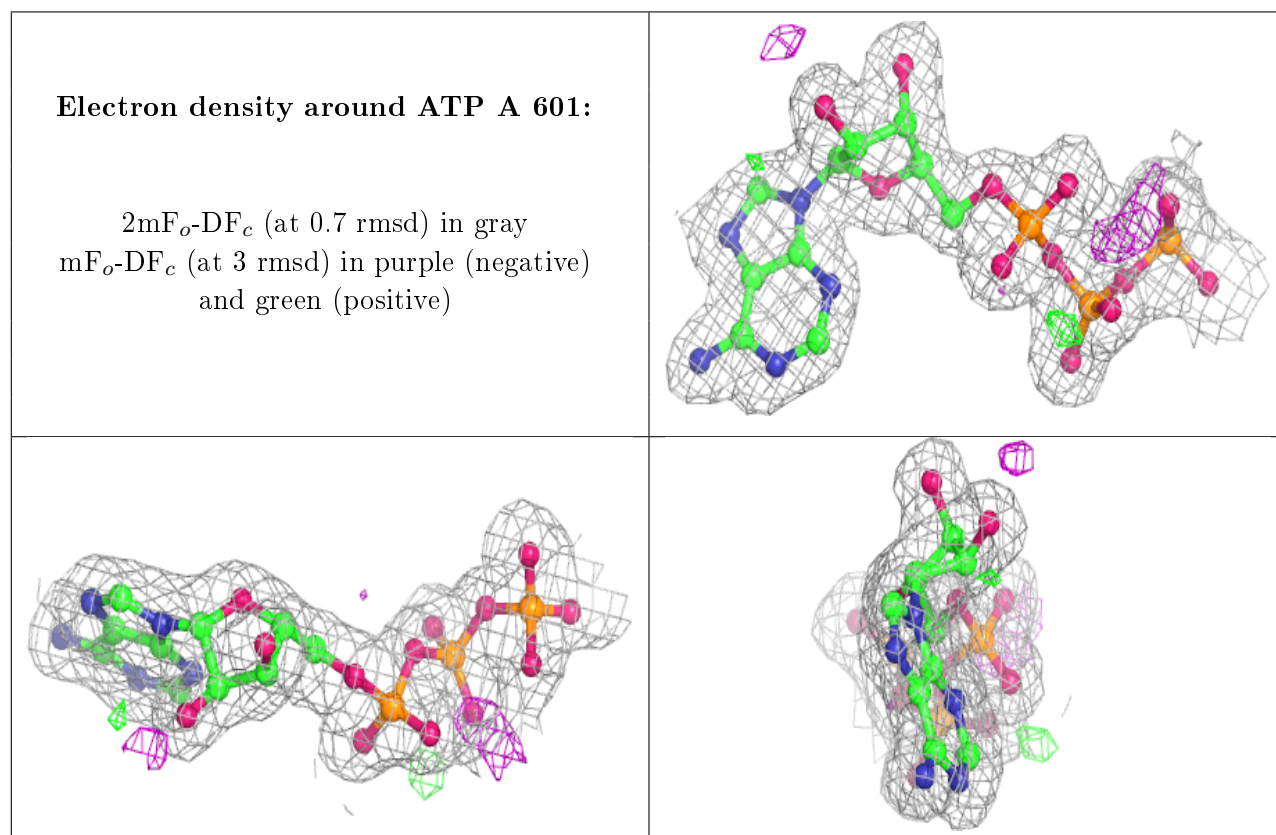 Electron density around ATP A 601:
2mFₒ-DF𝒸 (at 0.7 rmsd) in gray
mFₒ-DF𝒸 (at 3 rmsd) in purple (negative)
and green (positive)